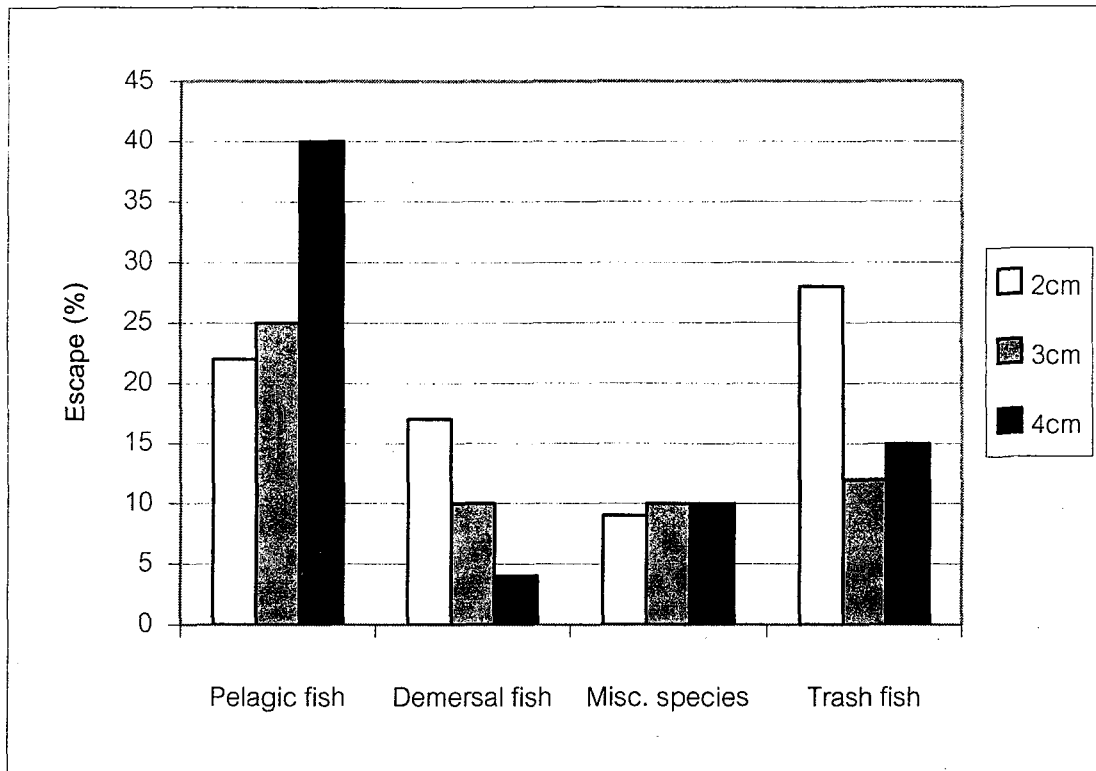 45
40
35
30
25
20
15
10
5
0
Escape (%)
Pelagic fish
Demersal fish
Misc. species
Trash fish
2cm
3cm
4cm